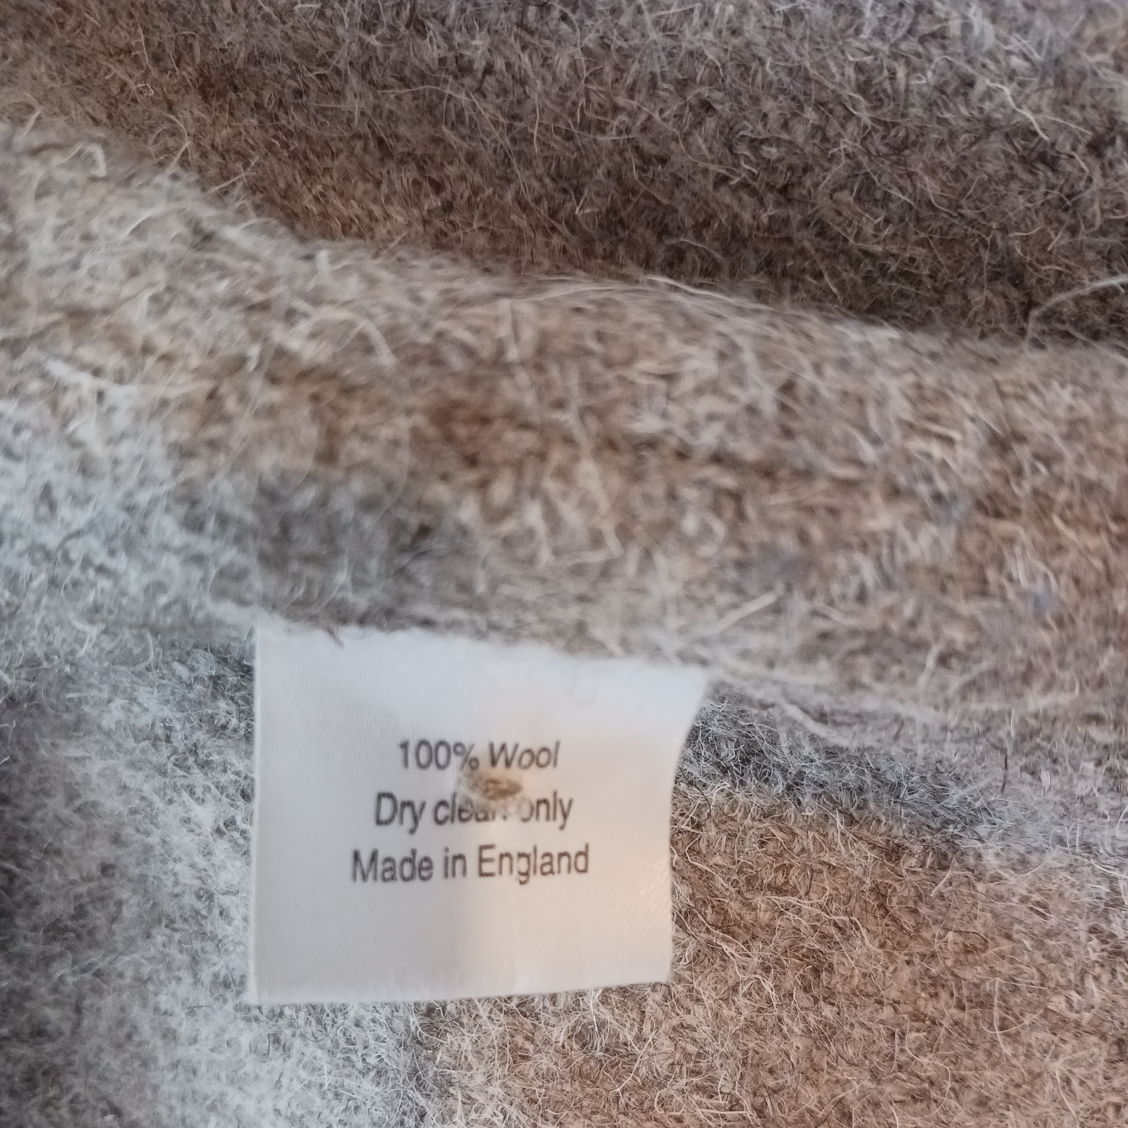 100% Wool
Dry clean only
Made in England